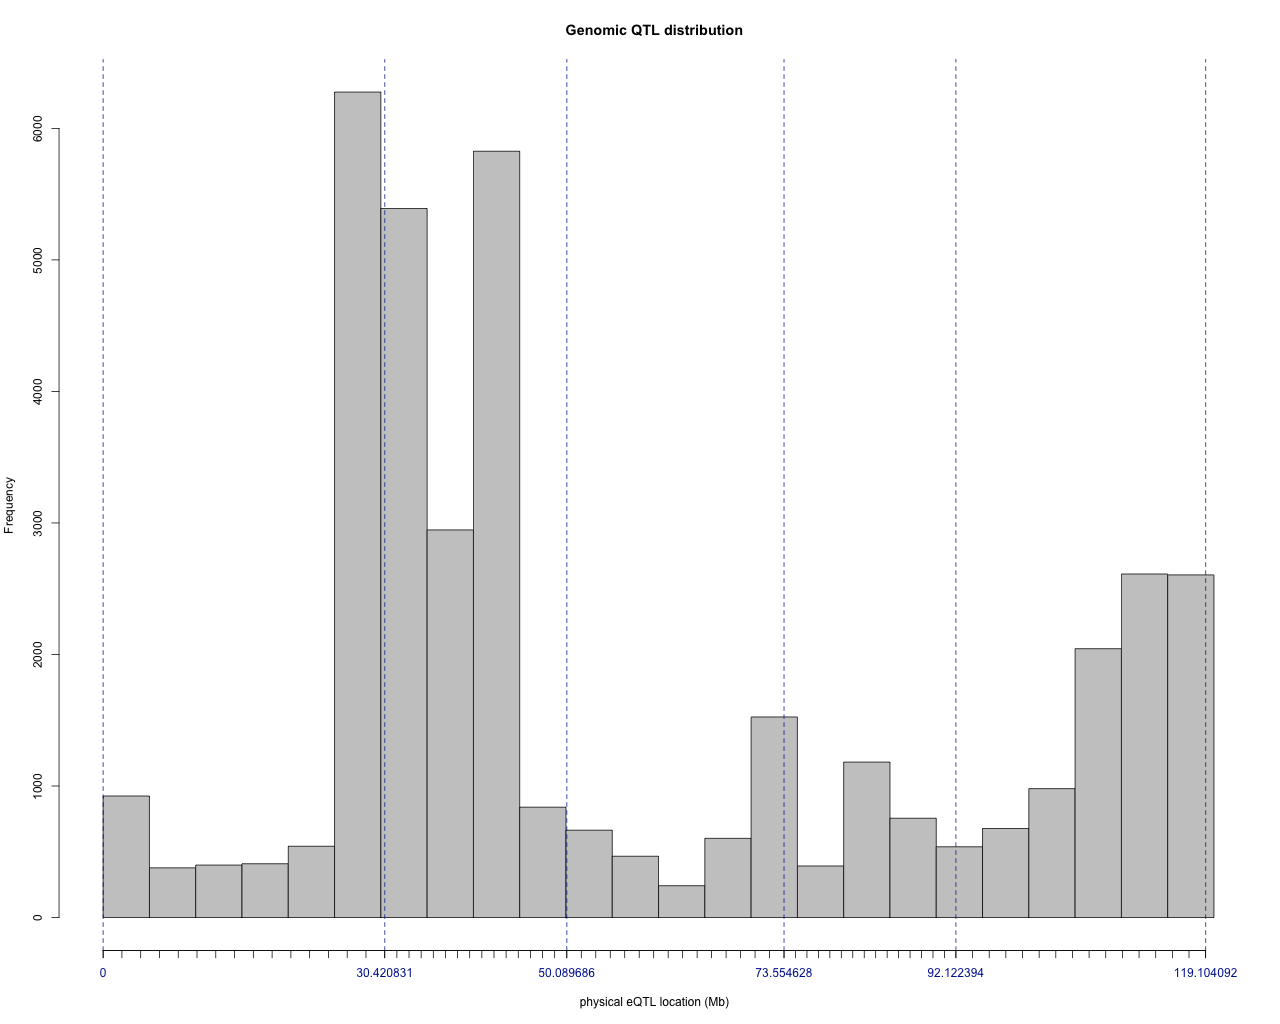 Genomic QTL distribution
Frequency
6000
5000
4000
3000
2000
1000
0
0 30.420831 50.089686 73.554628 92.122394 119.104092
physical eQTL location (Mb)